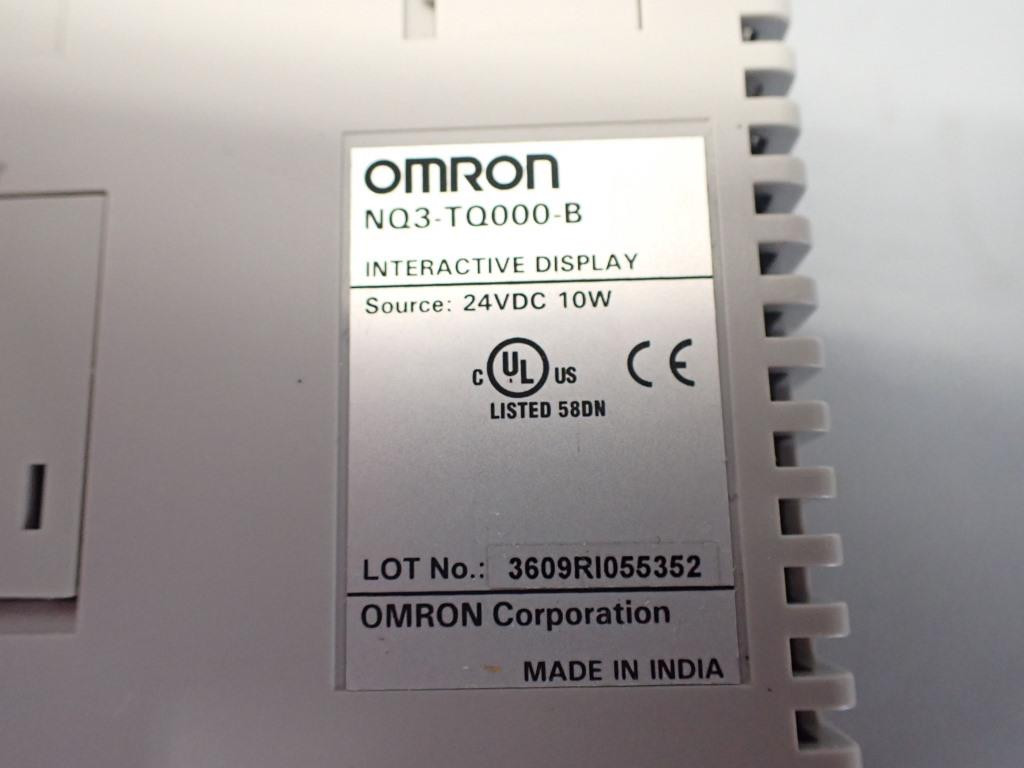 OMRON
NQ3-TQ000-B
INTERACTIVE DISPLAY
Source: 24VDC 10W
C UL US CE
LISTED 58DN
LOT No.: 3609RI055352
OMRON Corporation
MADE IN INDIA